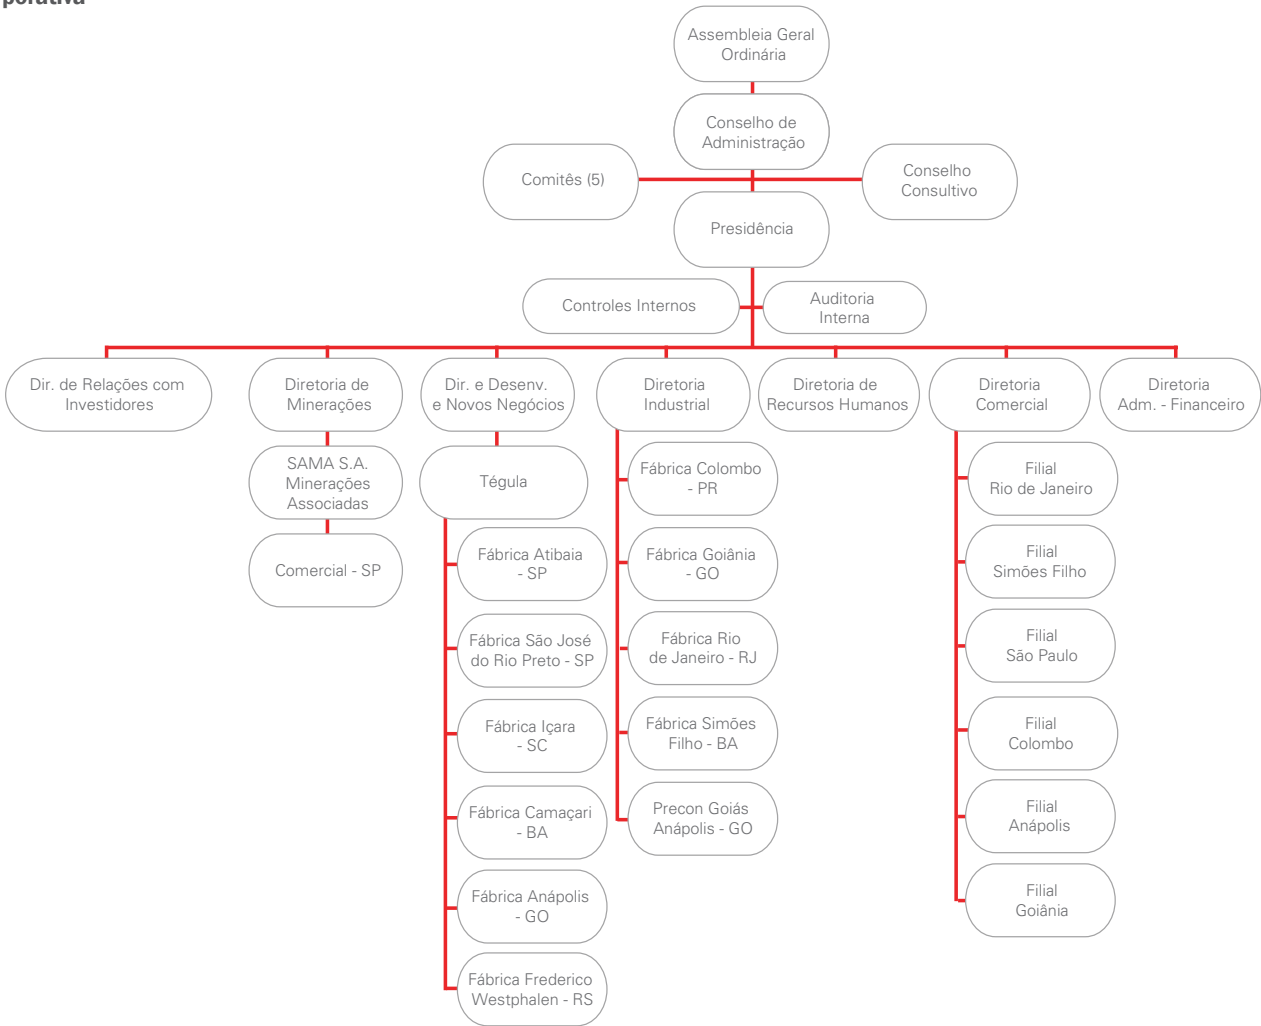 porativa
Assembleia Geral
Ordinária
Conselho de
Administração
Comitês (5)
Conselho
Consultivo
Presidência
Controles Internos
Auditoria
Interna
Dir. de Relações com
Investidores
Diretoria de
Minerações
Dir. e Desenv.
e Novos Negócios
Diretoria
Industrial
Diretoria de
Recursos Humanos
Diretoria
Comercial
Diretoria
Adm. - Financeiro
SAMA S.A.
Minerações
Associadas
Comercial - SP
Tégula
Fábrica Atibaia
- SP
Fábrica São José
do Rio Preto - SP
Fábrica Içara
- SC
Fábrica Camaçari
- BA
Fábrica Anápolis
- GO
Fábrica Frederico
Westphalen - RS
Fábrica Colombo
- PR
Fábrica Goiânia
- GO
Fábrica Rio
de Janeiro - RJ
Fábrica Simões
Filho - BA
Precon Goiás
Anápolis - GO
Filial
Rio de Janeiro
Filial
Simões Filho
Filial
São Paulo
Filial
Colombo
Filial
Anápolis
Filial
Goiânia